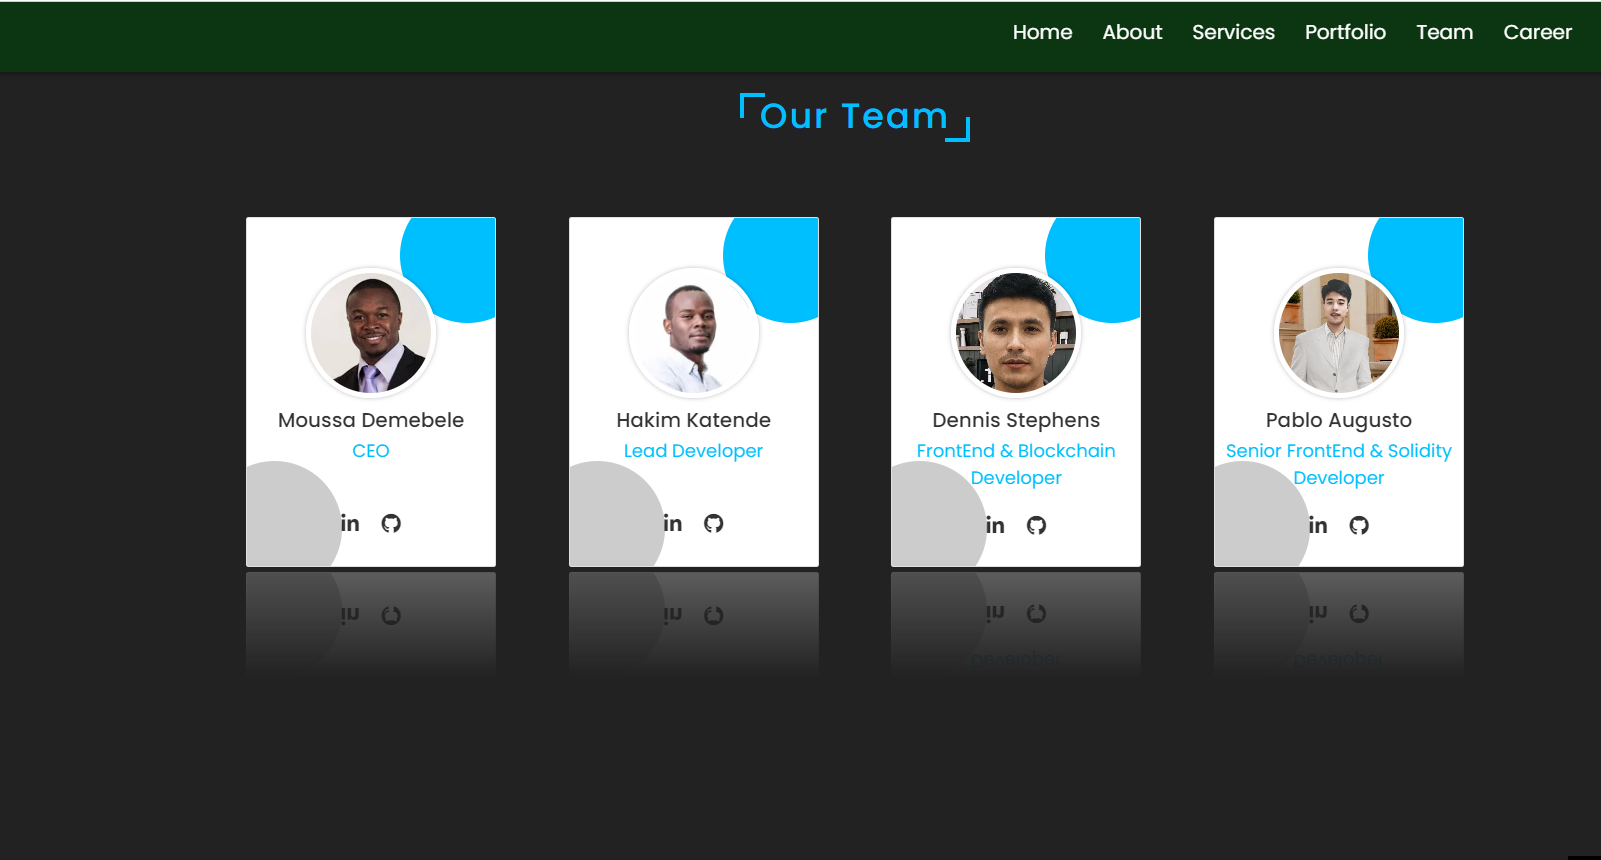 Home About Services Portfolio Team Career
Our Team
Moussa Demebele
CEO
in
Hakim Katende
Lead Developer
in
Dennis Stephens
FrontEnd & Blockchain
Developer
in
Pablo Augusto
Senior FrontEnd & Solidity
Developer
in